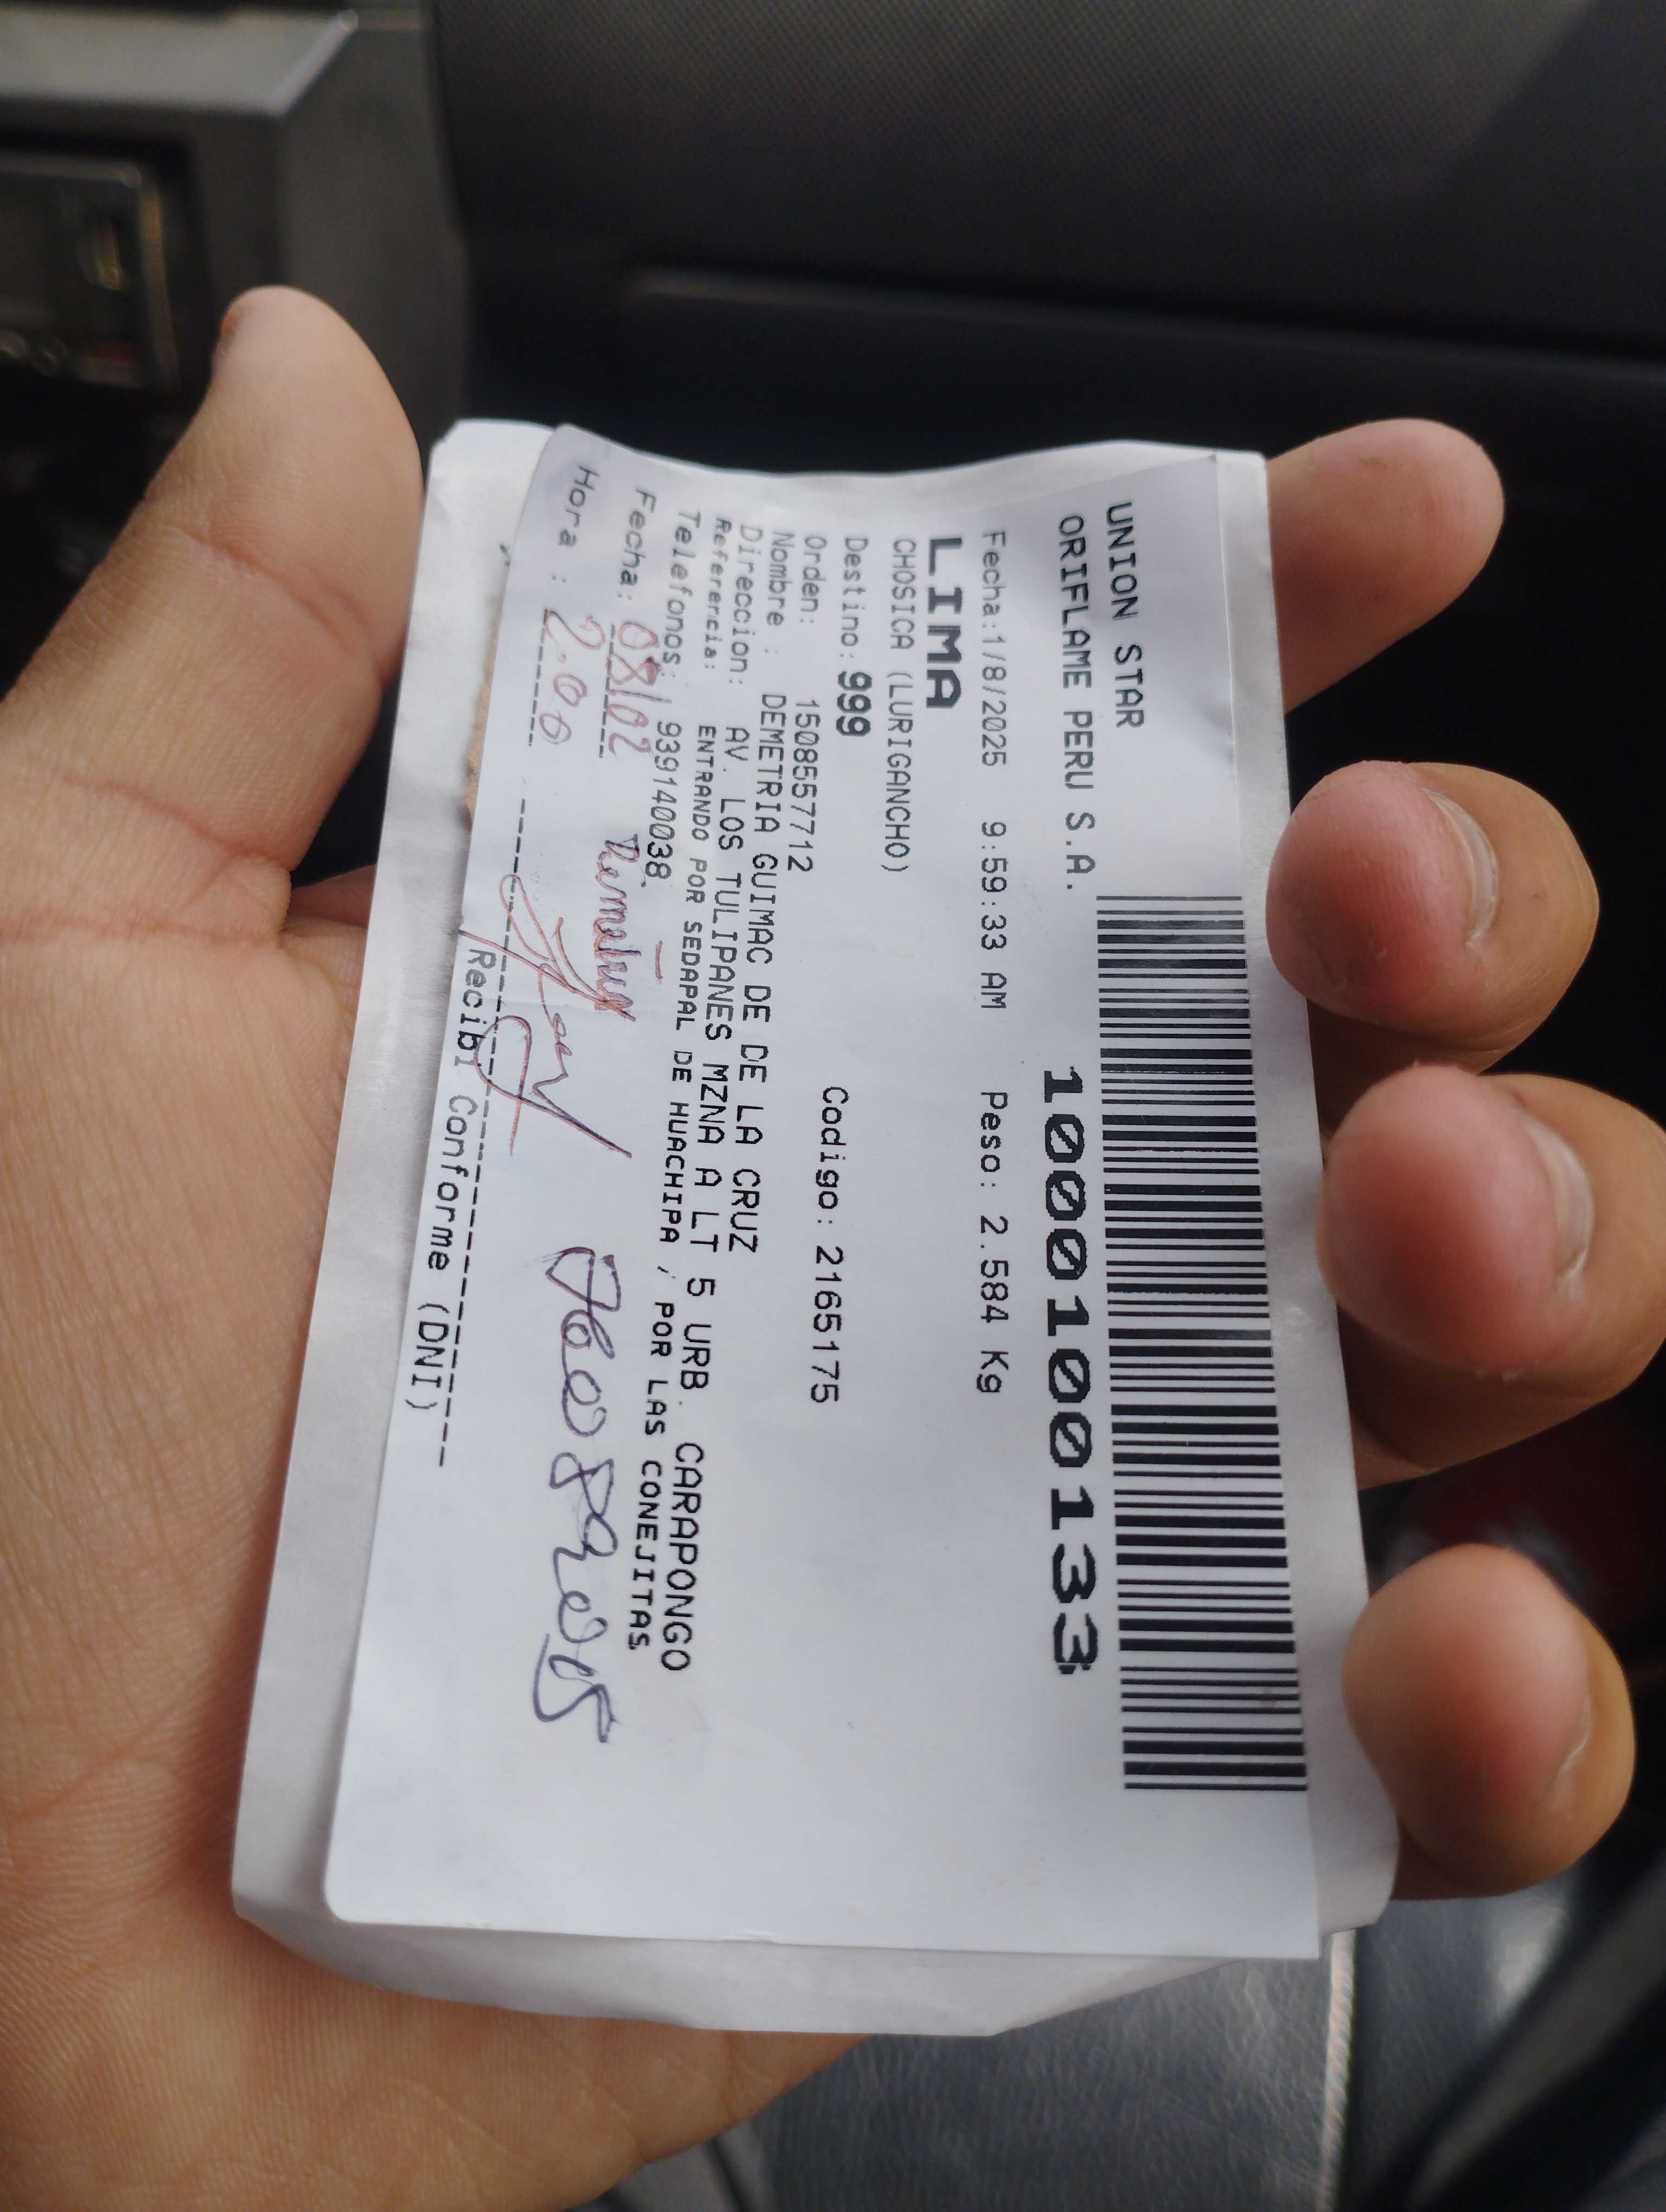 UNION STAR
ORIFLAME PERU S.A.
1000100133
Fecha:1/8/2025 9:59:33 AM Peso: 2.584 Kg
LIMA
CHOSICA (LURIGANCHO)
Destino: 999 Codigo: 2165175
Orden: 1508557712
Nombre : DEMETRIA GUIMAC DE DE LA CRUZ
Direccion: AV. LOS TULIPANES MZNA A LT 5 URB. CARAPONGO
Referencia: ENTRANDO POR SEDAPAL DE HUACHIPA , POR LAS CONEJITAS
Telefonos: 939140038
Fecha: 08/02
Hora : 2:00
Recibi Conforme (DNI)